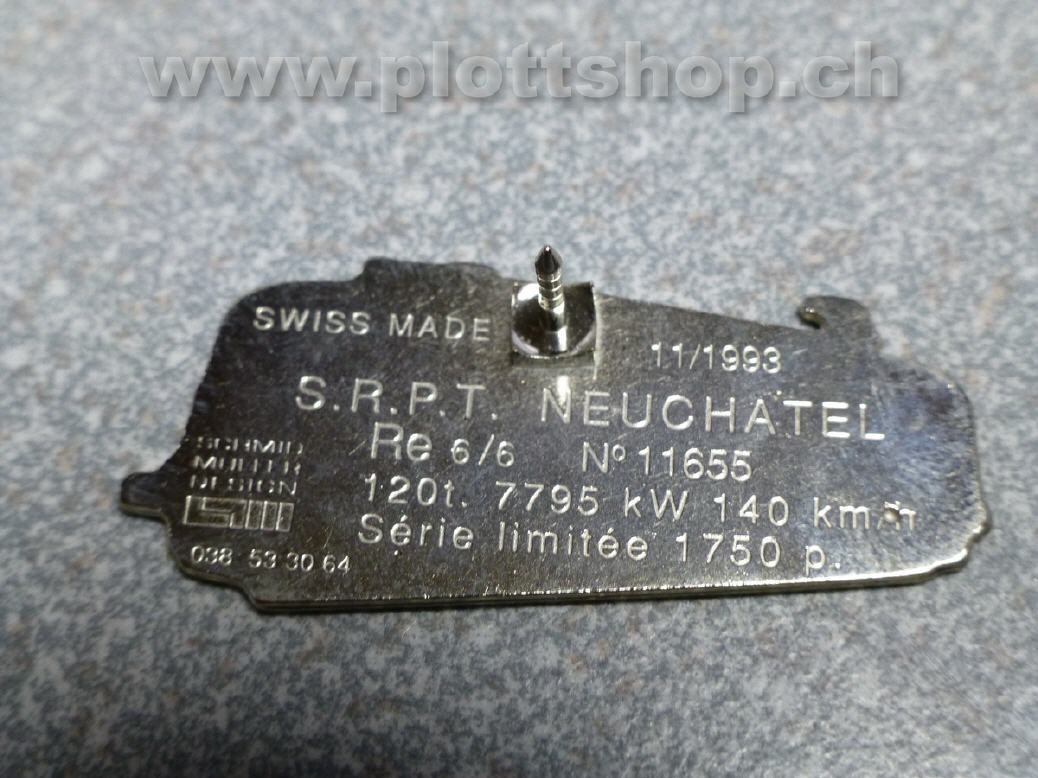 www.plottshop.ch
SWISS MADE
11/1993
S.R.P.T. NEUCHATEL
Re 6/6 Nº 11655
120t. 7795 kW 140 km/h
Série limitée 1750 p.
SCHMID
MULLER
DESIGN
038 53 30 64